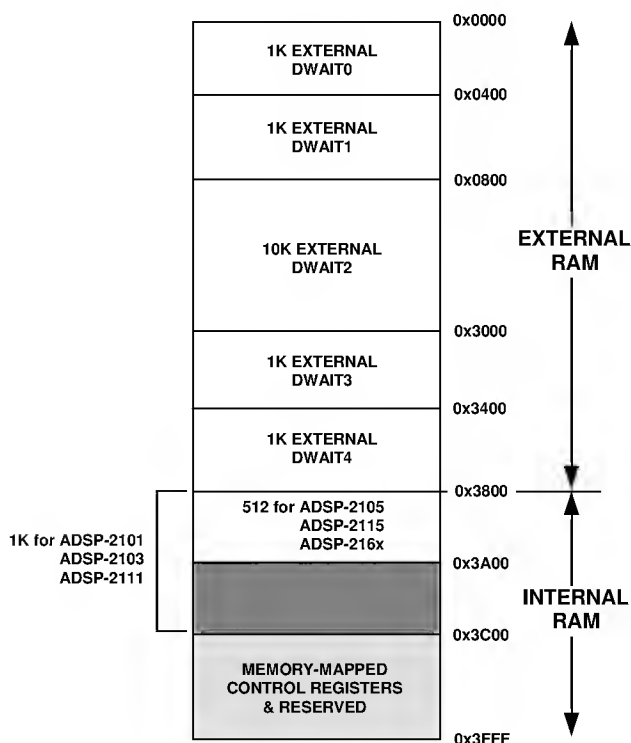 0x0000
1K EXTERNAL
DWAIT0
0x0400
1K EXTERNAL
DWAIT1
0x0800
10K EXTERNAL
DWAIT2
EXTERNAL
RAM
0x3000
1K EXTERNAL
DWAIT3
0x3400
1K EXTERNAL
DWAIT4
0x3800
512 for ADSP-2105
ADSP-2115
ADSP-216x
1K for ADSP-2101
ADSP-2103
ADSP-2111
0x3A00
INTERNAL
RAM
0x3C00
MEMORY-MAPPED
CONTROL REGISTERS
& RESERVED
0x3FFF